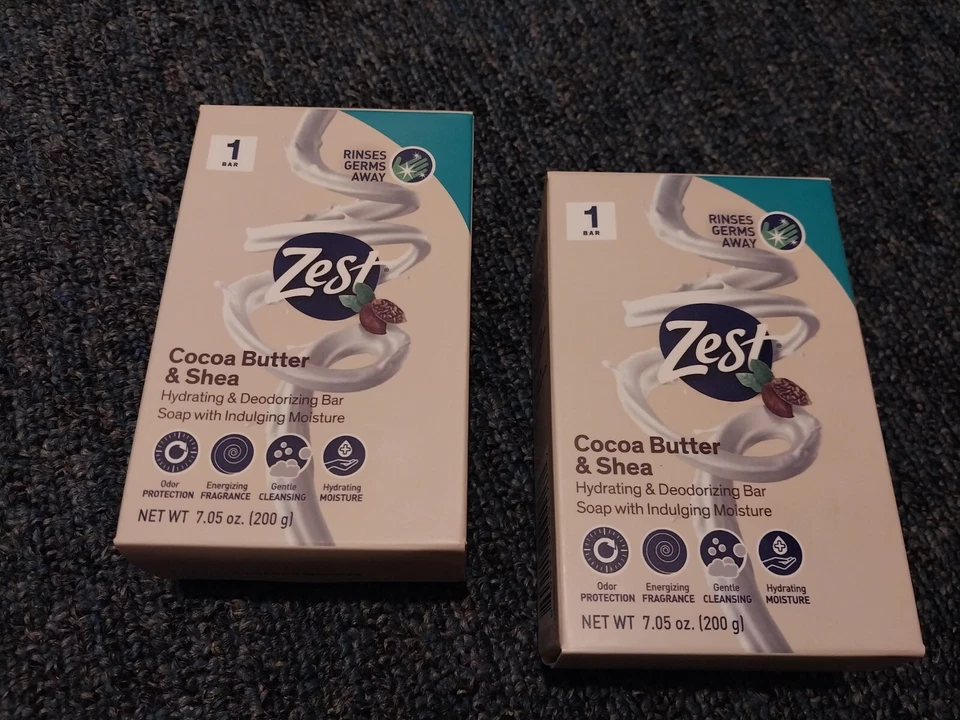 1
BAR
RINSES
GERMS
AWAY
Zest
Cocoa Butter
& Shea
Hydrating & Deodorizing Bar
Soap with Indulging Moisture
Odor
PROTECTION
Energizing
FRAGRANCE
Gentle
CLEANSING
Hydrating
MOISTURE
NET WT 7.05 oz. (200 g)
1
BAR
RINSES
GERMS
AWAY
Zest
Cocoa Butter
& Shea
Hydrating & Deodorizing Bar
Soap with Indulging Moisture
Odor
PROTECTION
Energizing
FRAGRANCE
Gentle
CLEANSING
Hydrating
MOISTURE
NET WT 7.05 oz. (200 g)